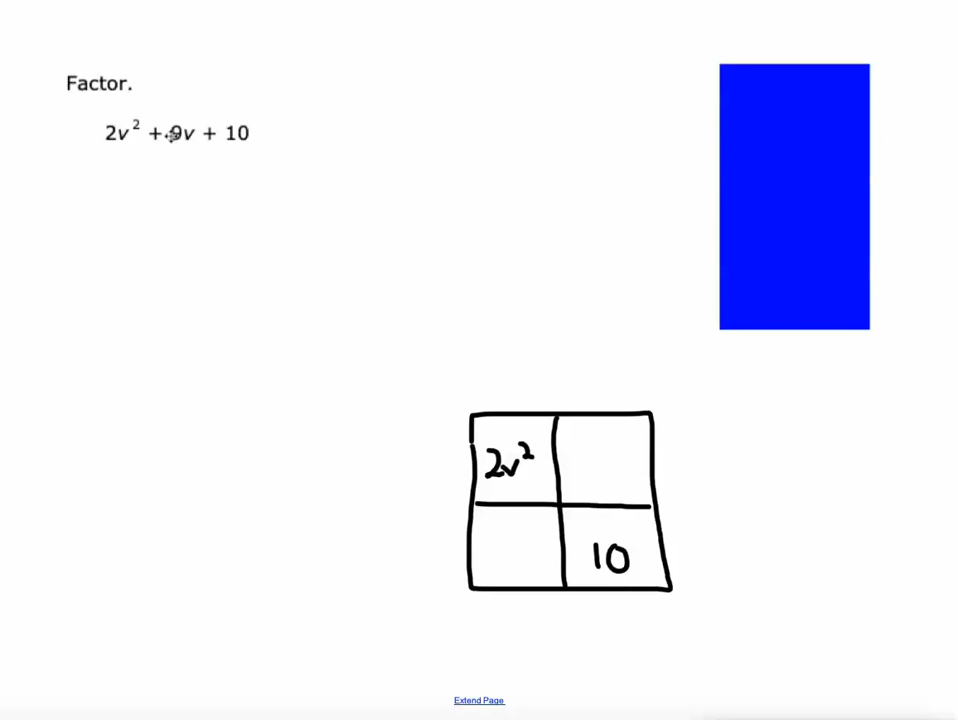 Factor.
2v² + 9v + 10
2v²
10
Extend Page